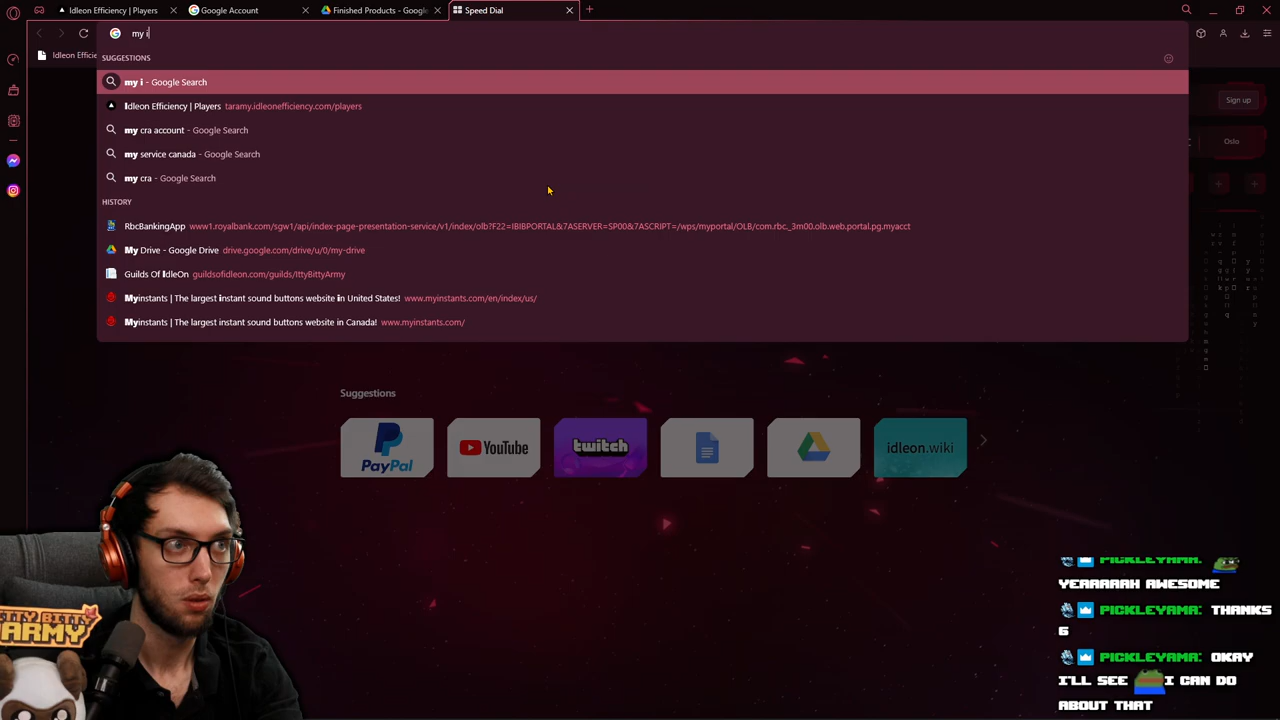 Idleon Efficiency | Players
Google Account
Finished Products - Google
Speed Dial
my i
Idleon Efficie
SUGGESTIONS
my i - Google Search
Idleon Efficiency | Players taramy.idleonefficiency.com/players
my cra account - Google Search
my service canada - Google Search
my cra - Google Search
HISTORY
RbcBankingApp www1.royalbank.com/sgw1/api/index-page-presentation-service/v1/index/olb?F22=IBIBPORTAL&7ASERVER=SP00&7ASCRIPT=/wps/myportal/OLB/com.rbc._3m00.olb.web.portal.pg.myacct
My Drive - Google Drive drive.google.com/drive/u/0/my-drive
Guilds Of IdleOn guildsofidleon.com/guilds/IttyBittyArmy
Myinstants | The largest instant sound buttons website in United States! www.myinstants.com/en/index/us/
Myinstants | The largest instant sound buttons website in Canada! www.myinstants.com/
Sign up
Oslo
Suggestions
PayPal
YouTube
twitch
idleon.wiki
ITTY BITTY
ARMY
PICKLEYAMA:
YEAAAAAH AWESOME
PICKLEYAMA: THANKS
6
PICKLEYAMA: OKAY
I'LL SEE I CAN DO
ABOUT THAT